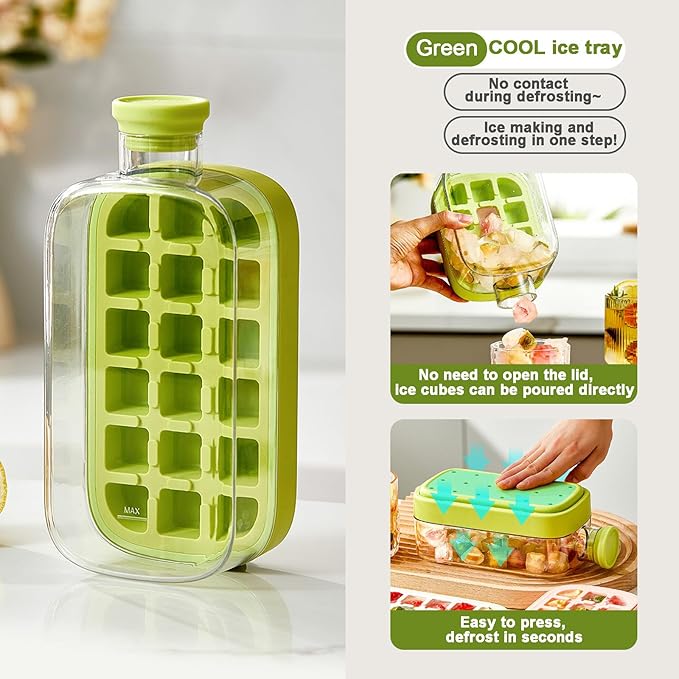 Green COOL ice tray
No contact
during defrosting~
Ice making and
defrosting in one step!
MAX
No need to open the lid,
Ice cubes can be poured directly
Easy to press,
defrost in seconds